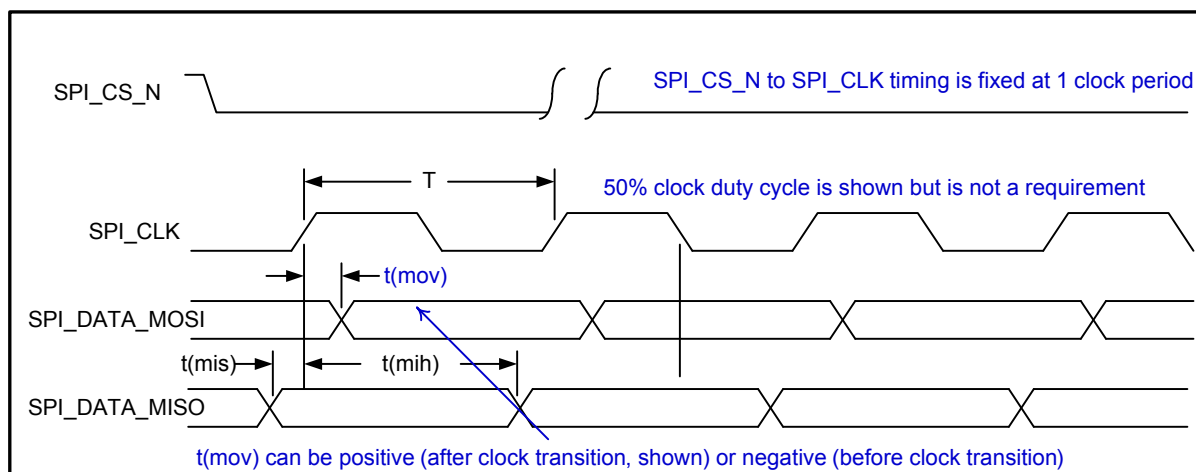 SPI_CS_N
SPI_CS_N to SPI_CLK timing is fixed at 1 clock period
T
50% clock duty cycle is shown but is not a requirement
SPI_CLK
t(mov)
SPI_DATA_MOSI
t(mis)
t(mih)
SPI_DATA_MISO
t(mov) can be positive (after clock transition, shown) or negative (before clock transition)